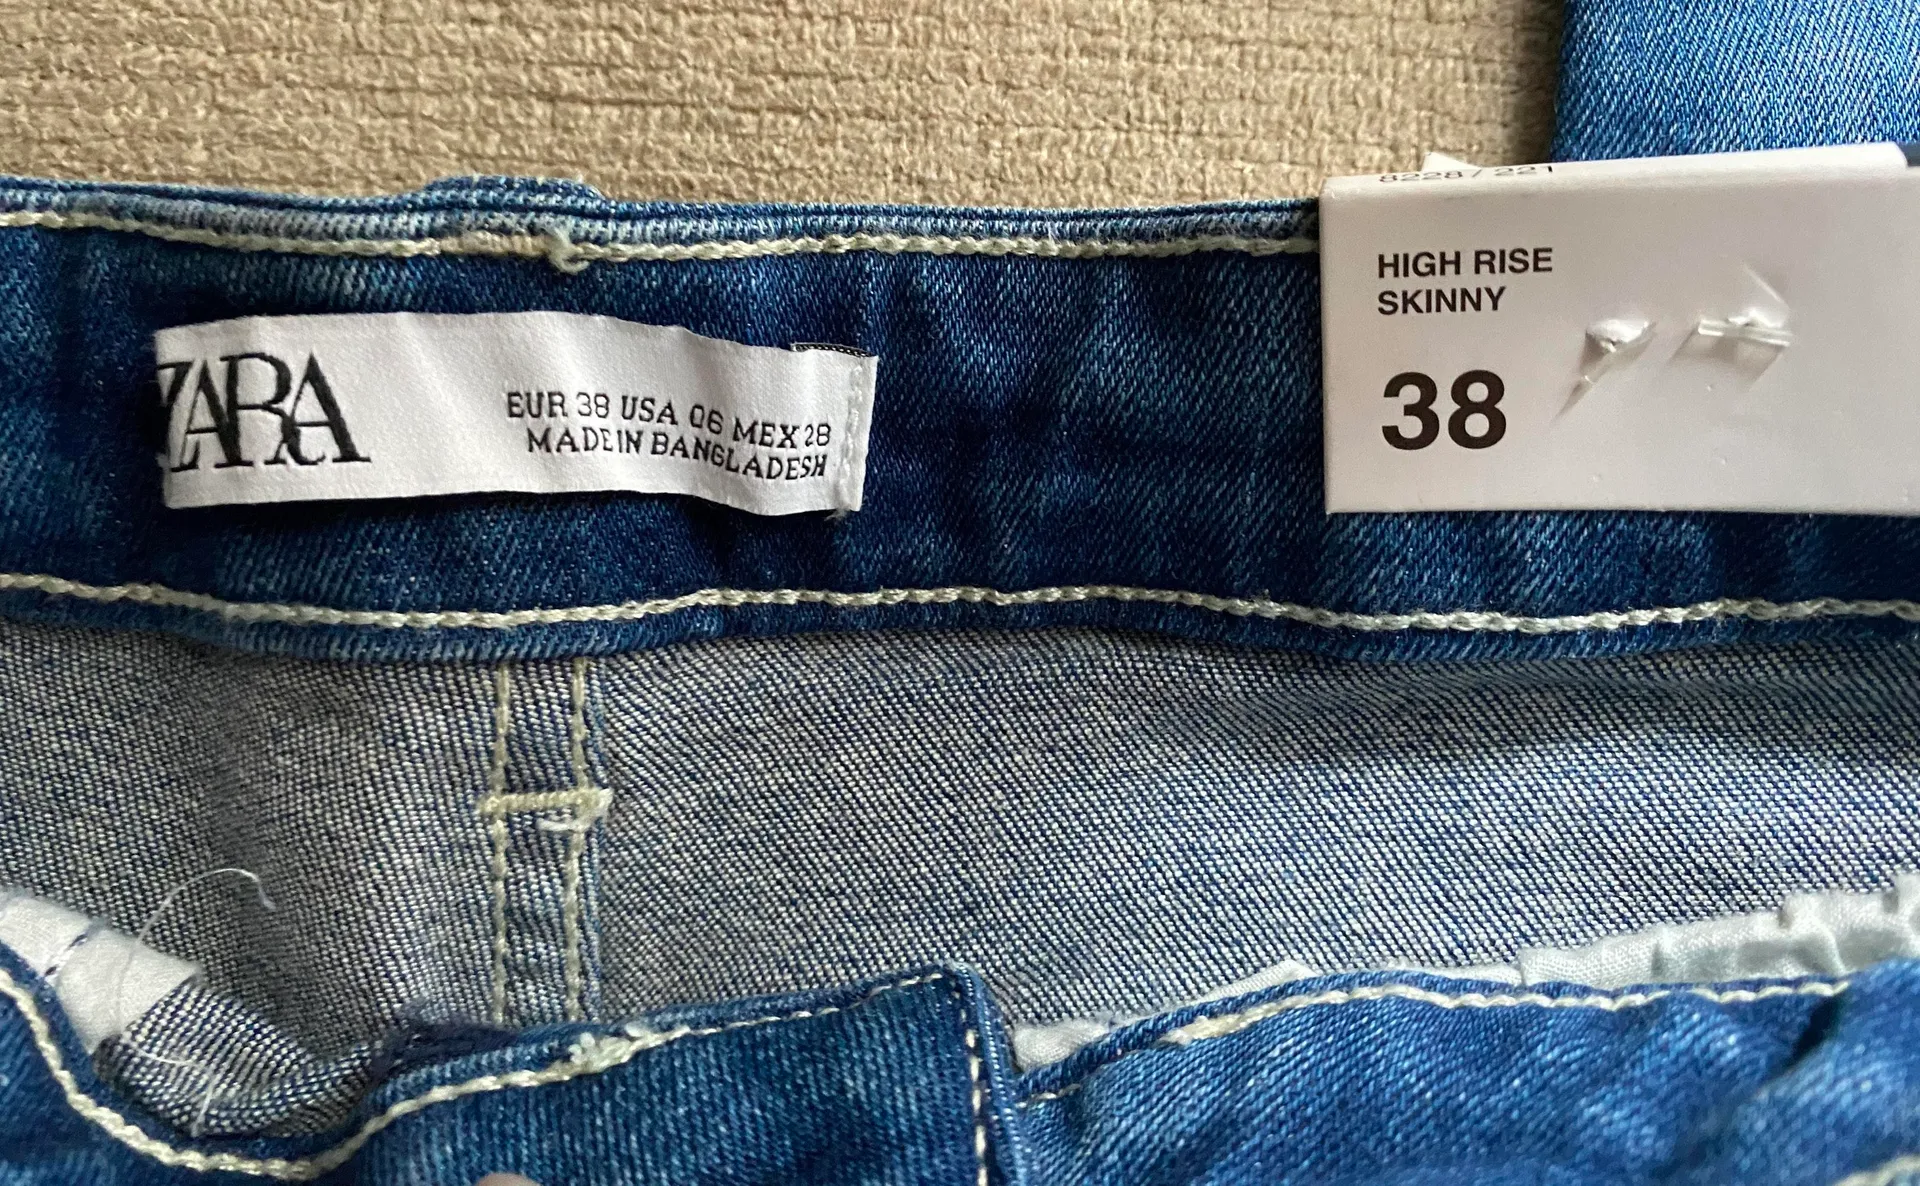 ZARA
EUR 38 USA 06 MEX 28
MADE IN BANGLADESH
8228 / 221
HIGH RISE
SKINNY
38